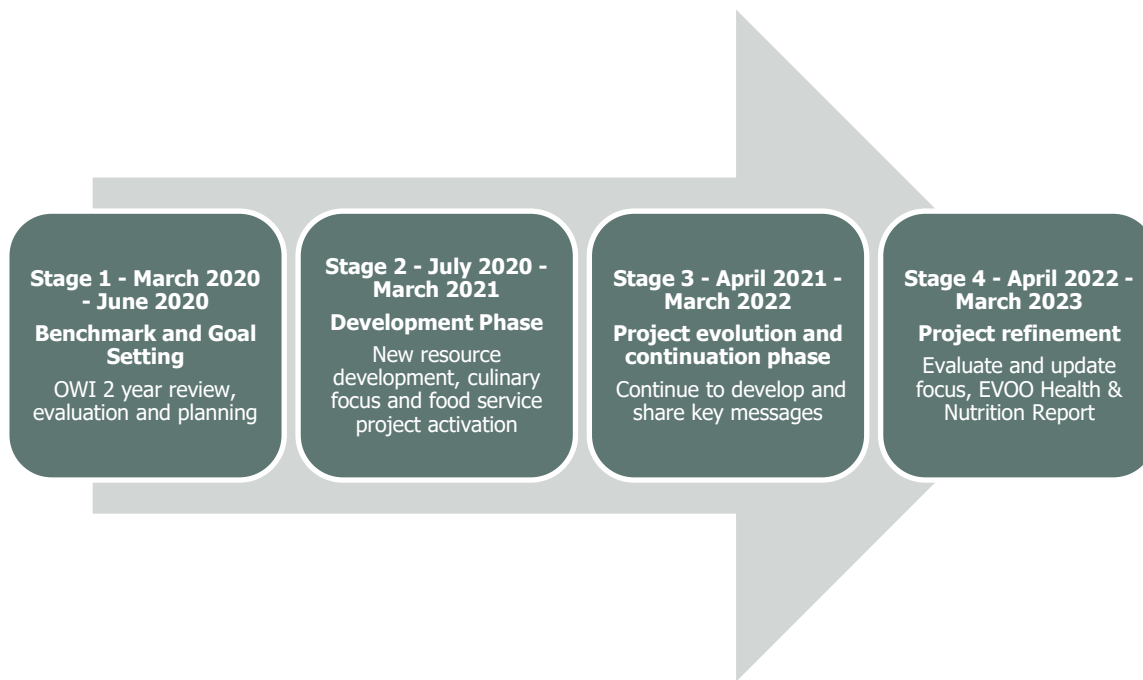 Stage 1 - March 2020
- June 2020
Benchmark and Goal
Setting
OWI 2 year review,
evaluation and planning
Stage 2 - July 2020 -
March 2021
Development Phase
New resource
development, culinary
focus and food service
project activation
Stage 3 - April 2021 -
March 2022
Project evolution and
continuation phase
Continue to develop and
share key messages
Stage 4 - April 2022 -
March 2023
Project refinement
Evaluate and update
focus, EVOO Health &
Nutrition Report